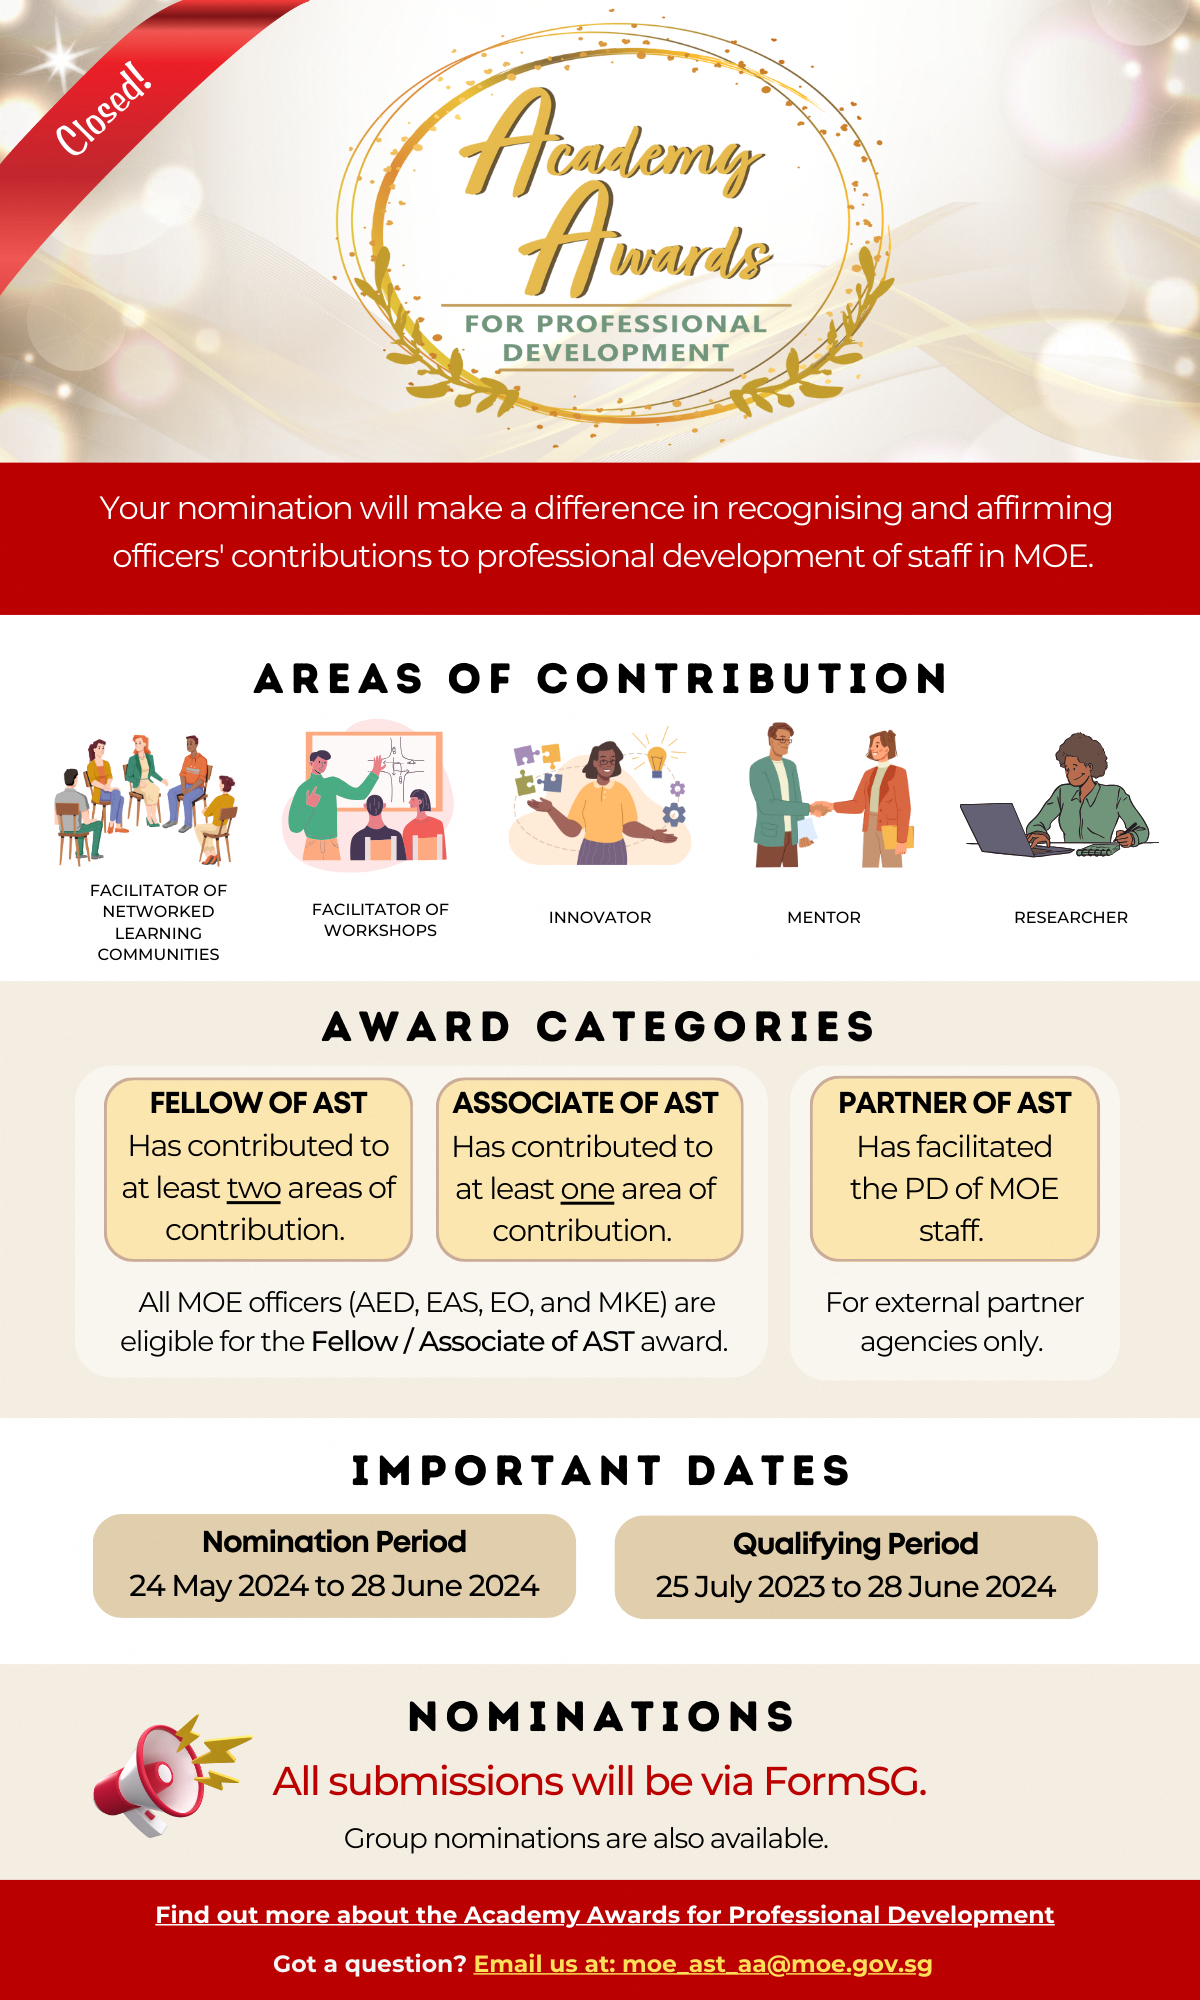 Closed!
Academy
Awards
FOR PROFESSIONAL
DEVELOPMENT
Your nomination will make a difference in recognising and affirming
officers' contributions to professional development of staff in MOE.
AREAS OF CONTRIBUTION
FACILITATOR OF
NETWORKED
LEARNING
COMMUNITIES
FACILITATOR OF
WORKSHOPS
INNOVATOR
MENTOR
RESEARCHER
AWARD CATEGORIES
FELLOW OF AST
Has contributed to
at least two areas of
contribution.
ASSOCIATE OF AST
Has contributed to
at least one area of
contribution.
All MOE officers (AED, EAS, EO, and MKE) are
eligible for the Fellow / Associate of AST award.
PARTNER OF AST
Has facilitated
the PD of MOE
staff.
For external partner
agencies only.
IMPORTANT DATES
Nomination Period
24 May 2024 to 28 June 2024
Qualifying Period
25 July 2023 to 28 June 2024
NOMINATIONS
All submissions will be via FormSG.
Group nominations are also available.
Find out more about the Academy Awards for Professional Development
Got a question? Email us at: moe_ast_aa@moe.gov.sg